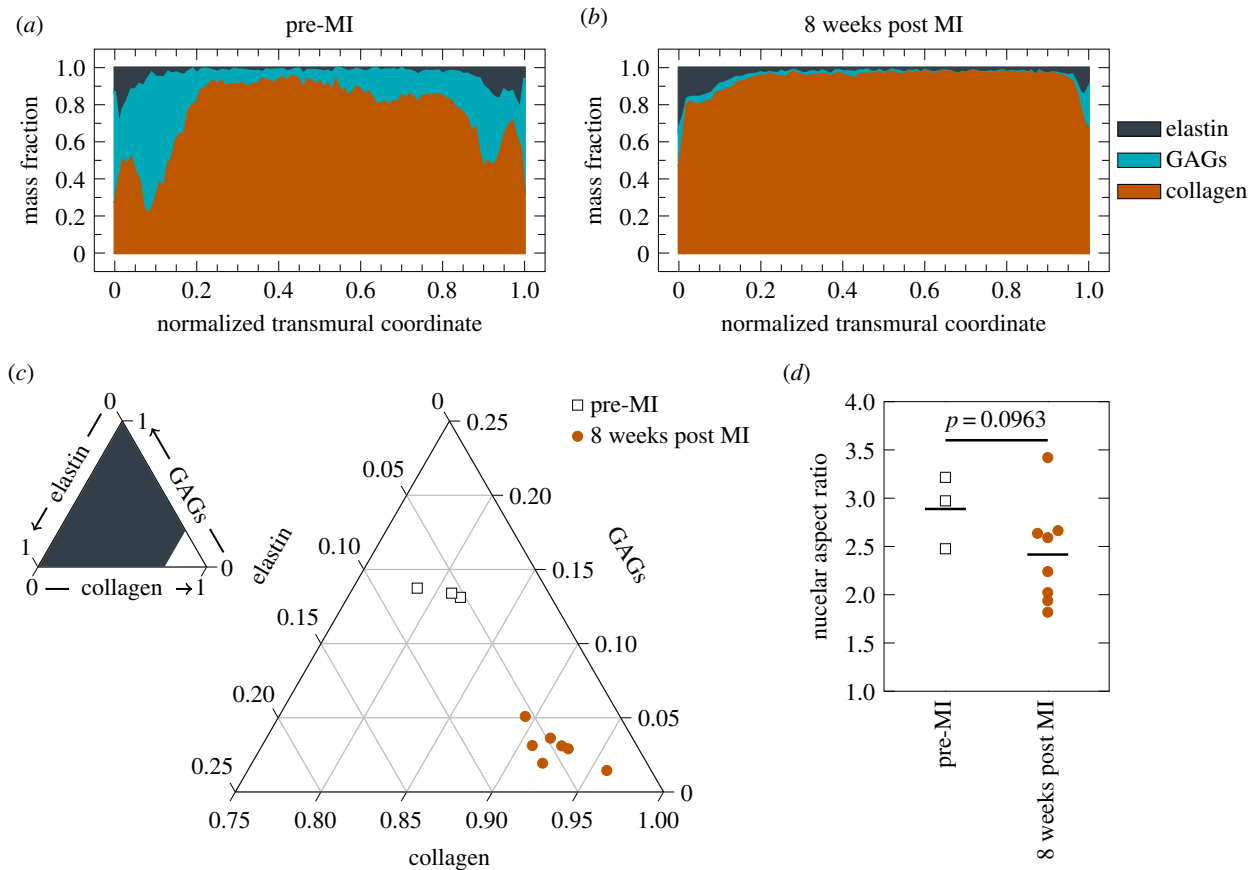 (a)
pre-MI
1.0
0.8
0.6
0.4
0.2
0
mass fraction
0 0.2 0.4 0.6 0.8 1.0
normalized transmural coordinate
(b)
8 weeks post MI
1.0
0.8
0.6
0.4
0.2
0
mass fraction
0 0.2 0.4 0.6 0.8 1.0
normalized transmural coordinate
elastin
GAGs
collagen
(c)
0
1
elastin
GAGs
1
0
0 collagen 1
pre-MI
8 weeks post MI
0
0.05
0.10
0.15
0.20
0.25
elastin
0.25
0.20
0.15
0.10
0.05
0
GAGs
0.75 0.80 0.85 0.90 0.95 1.00
collagen
(d)
4.0
3.5
3.0
2.5
2.0
1.5
1.0
nucelar aspect ratio
p = 0.0963
pre-MI
8 weeks post MI